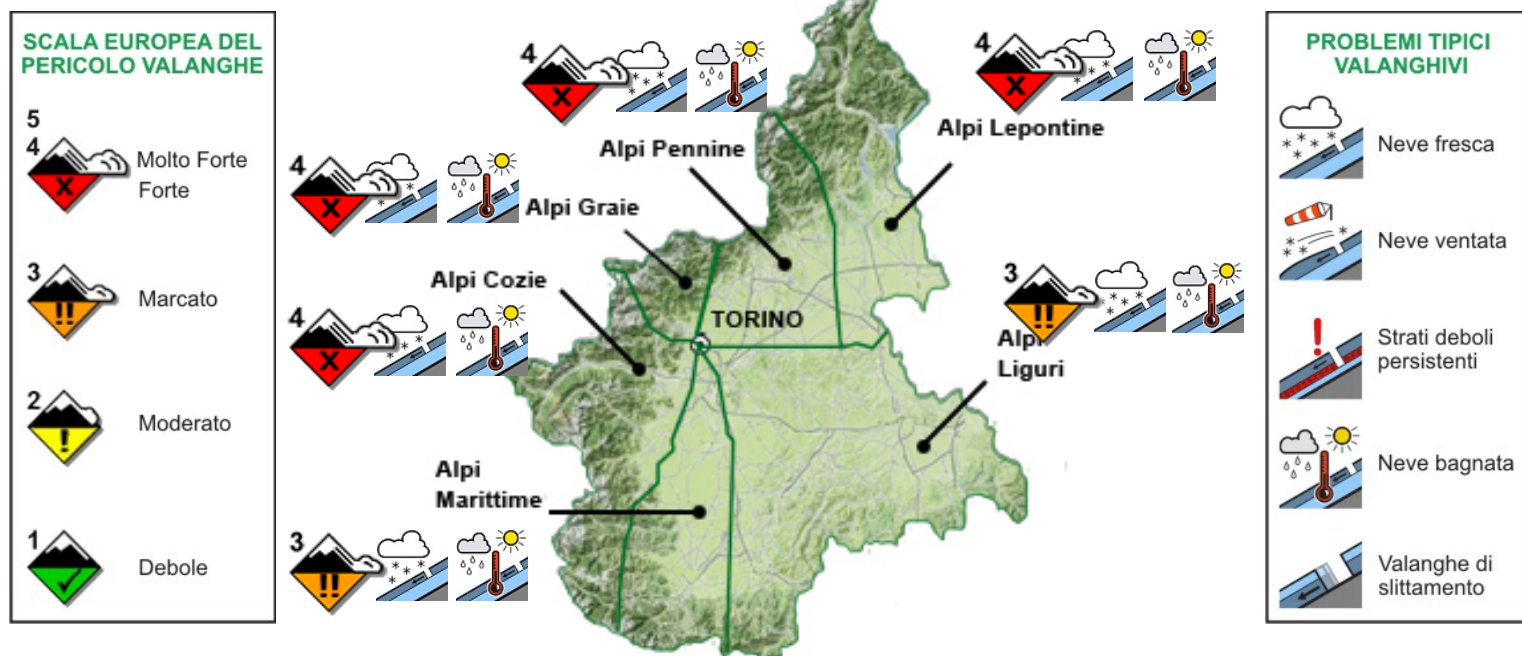 SCALA EUROPEA DEL
PERICOLO VALANGHE
5
4
Molto Forte
Forte
3
Marcato
2
Moderato
1
Debole
4
4
Alpi Lepontine
Alpi Pennine
4
Alpi Graie
Alpi Cozie
3
4
TORINO
Alpi
Liguri
Alpi
Marittime
3
PROBLEMI TIPICI
VALANGHIVI
Neve fresca
Neve ventata
Strati deboli
persistenti
Neve bagnata
Valanghe di
slittamento